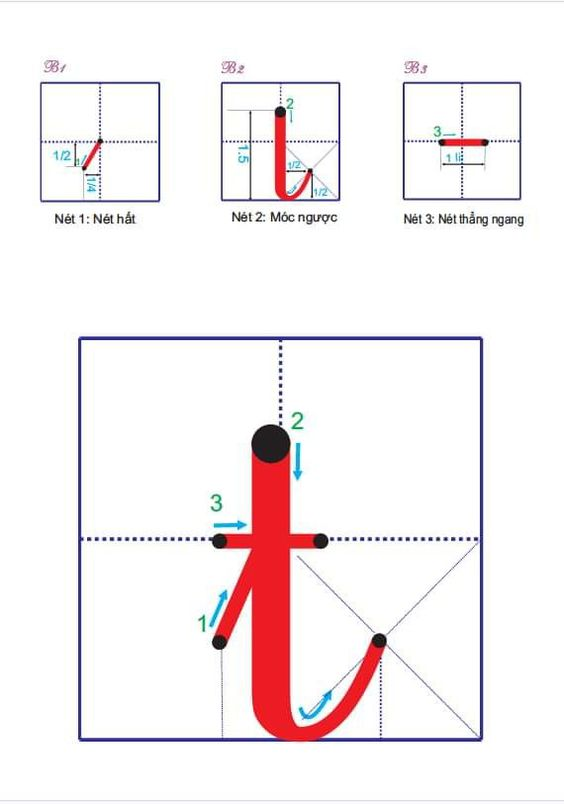 B1
B2
B3
2
1.5
1/2
1/2
1/2
1
1/4
3
1 li
Nét 1: Nét hất
Nét 2: Móc ngược
Nét 3: Nét thẳng ngang
2
3
1